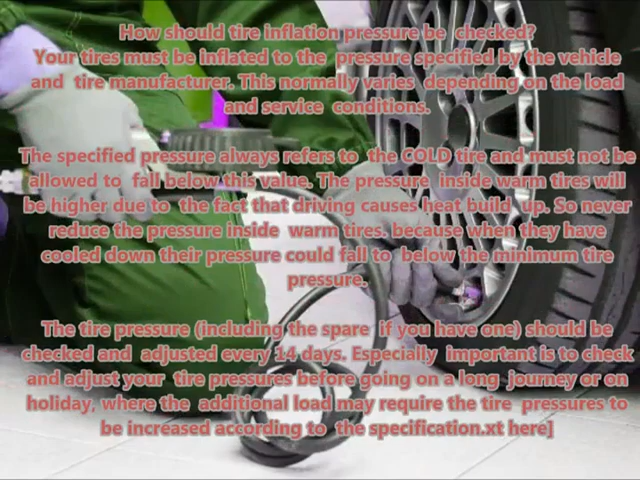 How should tire inflation pressure be checked?
Your tires must be inflated to the pressure specified by the vehicle
and tire manufacturer. This normally varies depending on the load
and service conditions.
The specified pressure always refers to the COLD tire and must not be
allowed to fall below this value. The pressure inside warm tires will
be higher due to the fact that driving causes heat build up. So never
reduce the pressure inside warm tires. because when they have
cooled down their pressure could fall to below the minimum tire
pressure.
The tire pressure (including the spare if you have one) should be
checked and adjusted every 14 days. Especially important is to check
and adjust your tire pressures before going on a long journey or on
holiday, where the additional load may require the tire pressures to
be increased according to the specification.xt here]